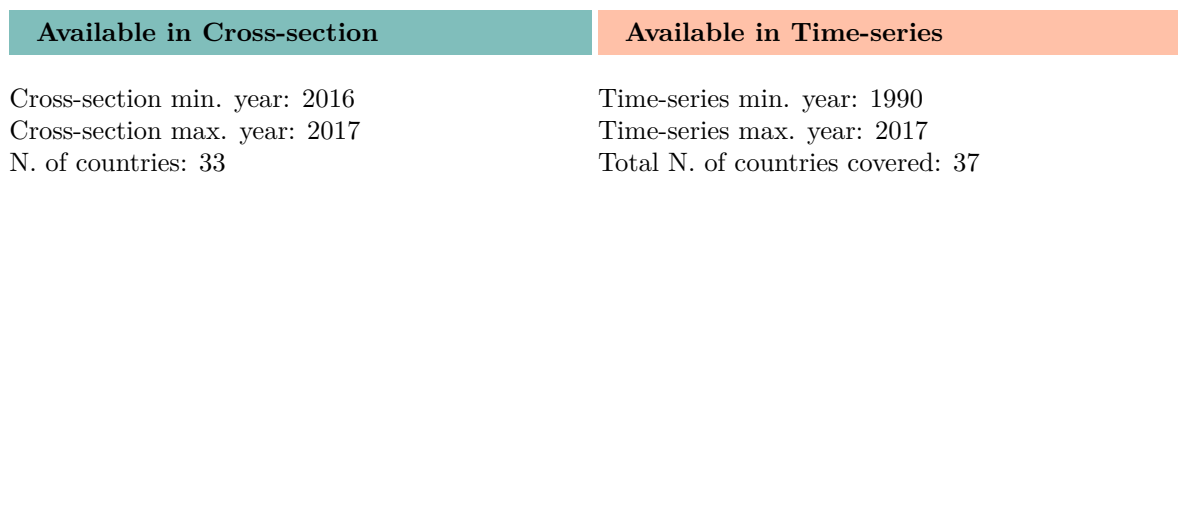 Available in Cross-section
Cross-section min. year: 2016
Cross-section max. year: 2017
N. of countries: 33
Available in Time-series
Time-series min. year: 1990
Time-series max. year: 2017
Total N. of countries covered: 37